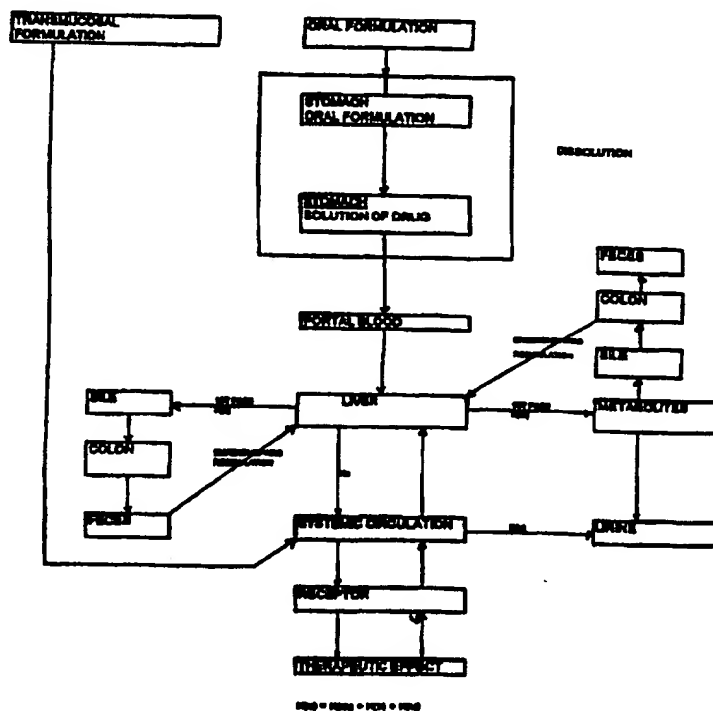 TRANSMUCOSAL
FORMULATION
ORAL FORMULATION
STOMACH
ORAL FORMULATION
DISSOLUTION
STOMACH
SOLUTION OF DRUG
FECES
COLON
PORTAL BLOOD
BILE
BILE
LIVER
METABOLITES
COLON
FECES
SYSTEMIC CIRCULATION
URINE
RECEPTOR
THERAPEUTIC EFFECT